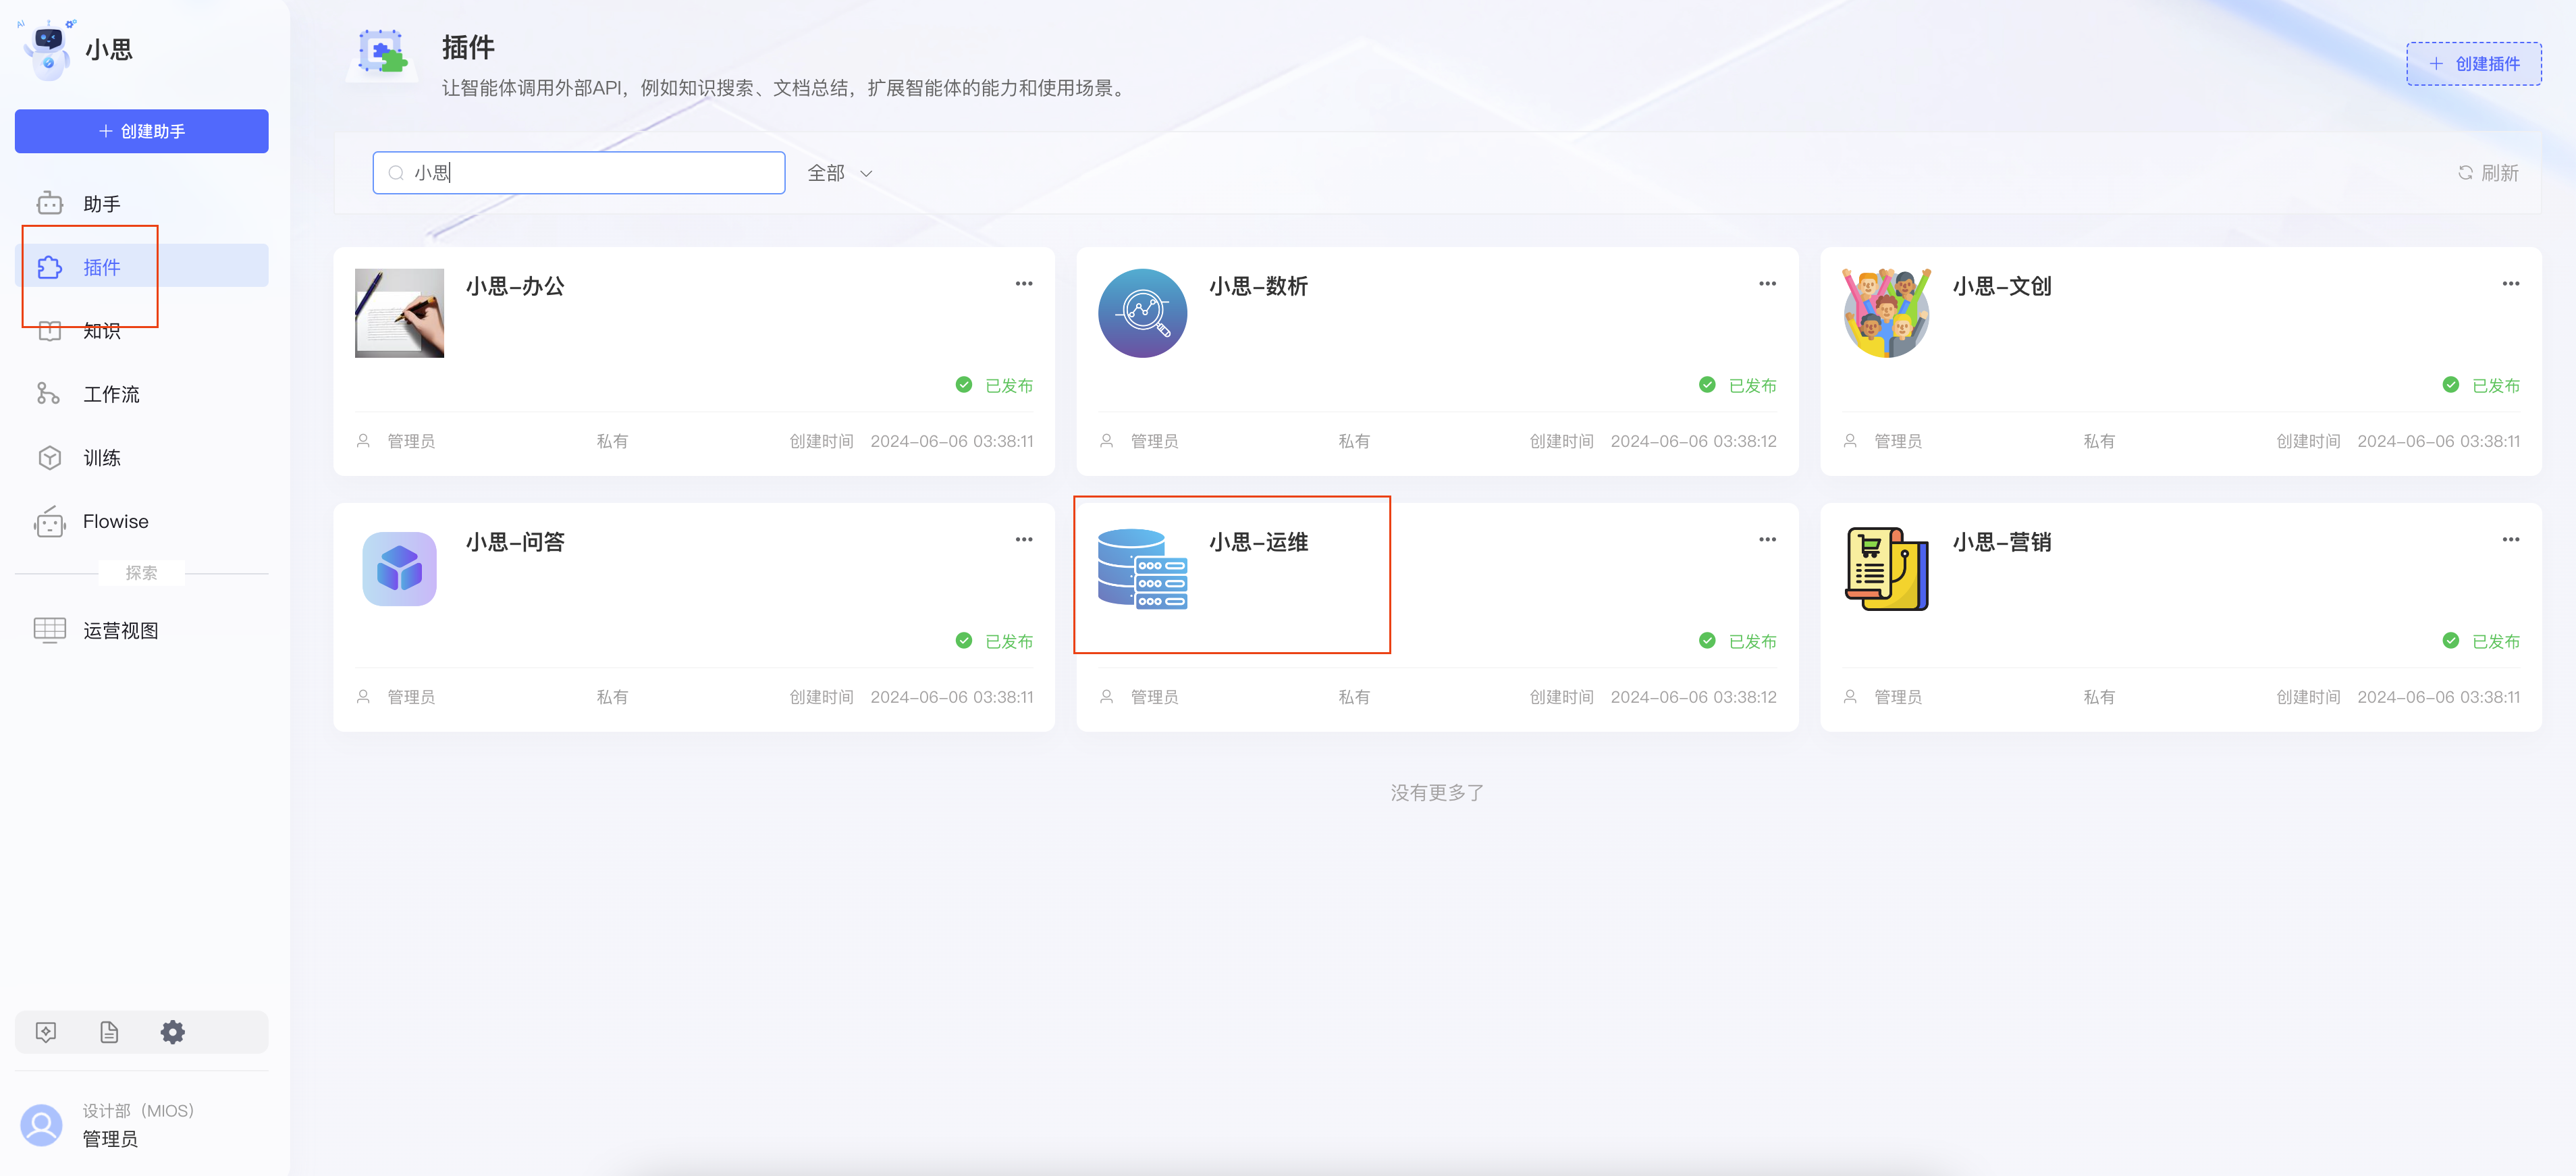 小思
+ 创建助手
助手
插件
知识
工作流
训练
Flowise
探索
运营视图
设计部（MIOS）
管理员
插件
让智能体调用外部API，例如知识搜索、文档总结，扩展智能体的能力和使用场景。
+ 创建插件
小思
全部
刷新
小思-办公
已发布
管理员 私有 创建时间 2024-06-06 03:38:11
小思-数析
已发布
管理员 私有 创建时间 2024-06-06 03:38:12
小思-文创
已发布
管理员 私有 创建时间 2024-06-06 03:38:11
小思-问答
已发布
管理员 私有 创建时间 2024-06-06 03:38:11
小思-运维
已发布
管理员 私有 创建时间 2024-06-06 03:38:12
小思-营销
已发布
管理员 私有 创建时间 2024-06-06 03:38:11
没有更多了